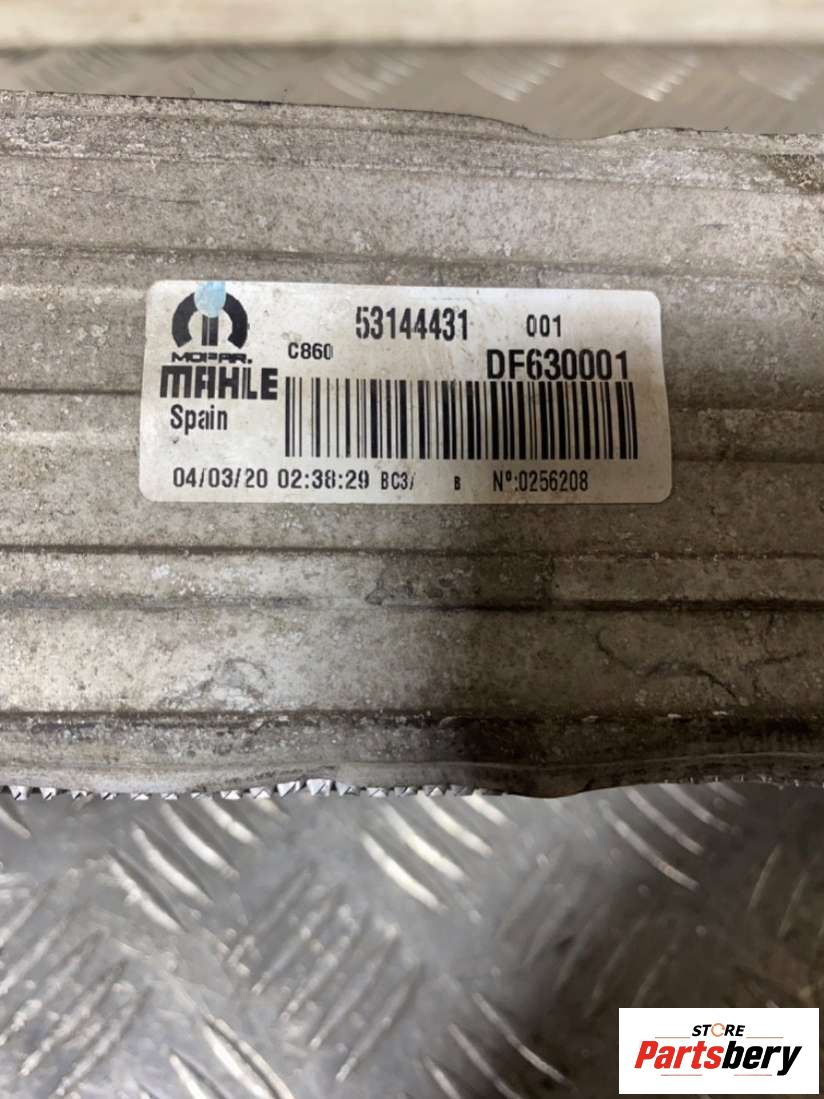 MOPAR.
MAHLE
Spain
C860
53144431 001
DF630001
04/03/20 02:38:29 BC3/ B Nº:0256208
STORE
Partsbery